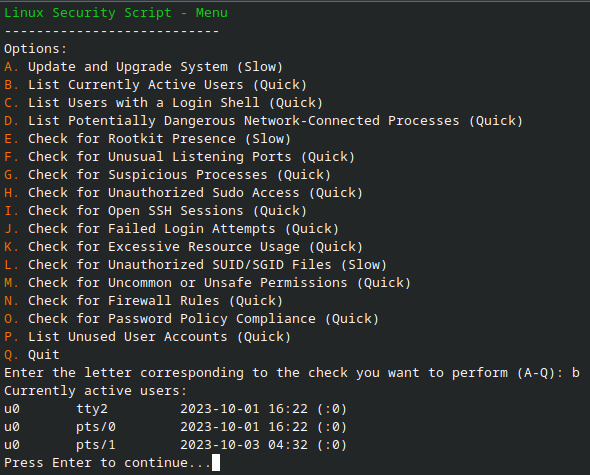 Linux Security Script - Menu
---------------------------
Options:
A. Update and Upgrade System (Slow)
B. List Currently Active Users (Quick)
C. List Users with a Login Shell (Quick)
D. List Potentially Dangerous Network-Connected Processes (Quick)
E. Check for Rootkit Presence (Slow)
F. Check for Unusual Listening Ports (Quick)
G. Check for Suspicious Processes (Quick)
H. Check for Unauthorized Sudo Access (Quick)
I. Check for Open SSH Sessions (Quick)
J. Check for Failed Login Attempts (Quick)
K. Check for Excessive Resource Usage (Quick)
L. Check for Unauthorized SUID/SGID Files (Slow)
M. Check for Uncommon or Unsafe Permissions (Quick)
N. Check for Firewall Rules (Quick)
O. Check for Password Policy Compliance (Quick)
P. List Unused User Accounts (Quick)
Q. Quit
Enter the letter corresponding to the check you want to perform (A-Q): b
Currently active users:
u0       tty2         2023-10-01 16:22 (:0)
u0       pts/0        2023-10-01 16:22 (:0)
u0       pts/1        2023-10-03 04:32 (:0)
Press Enter to continue...